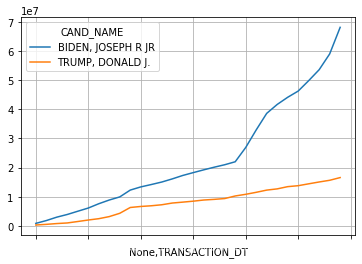 1e7
CAND_NAME
BIDEN, JOSEPH R JR
TRUMP, DONALD J.
7
6
5
4
3
2
1
0
None,TRANSACTION_DT